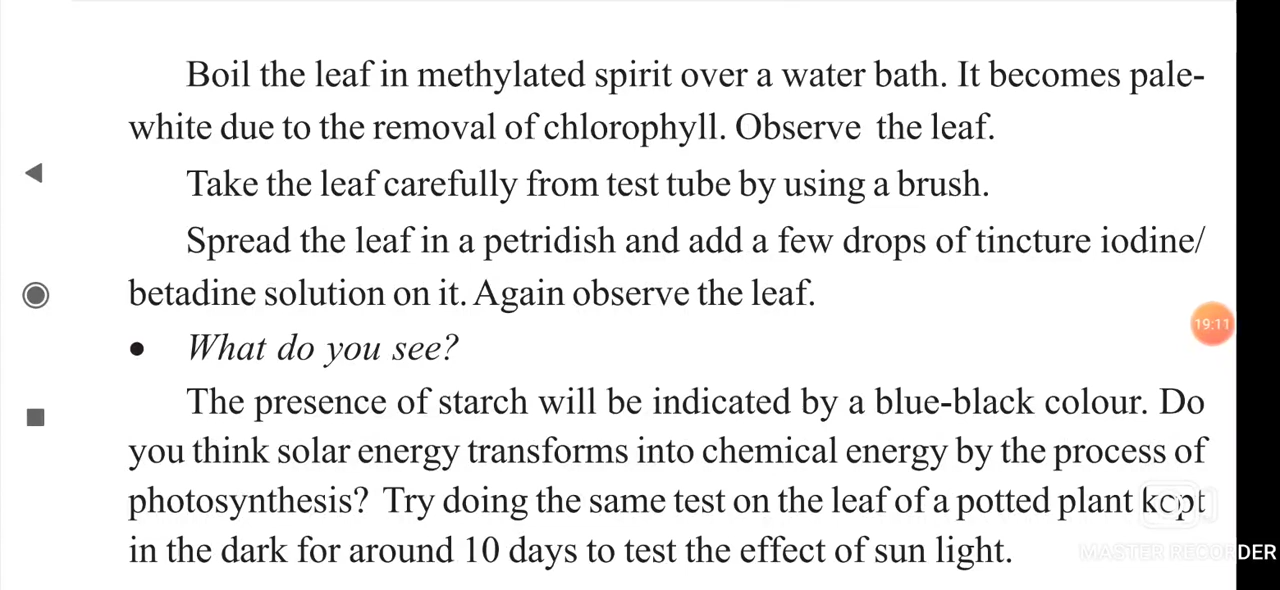 Boil the leaf in methylated spirit over a water bath. It becomes pale-
white due to the removal of chlorophyll. Observe the leaf.
Take the leaf carefully from test tube by using a brush.
Spread the leaf in a petridish and add a few drops of tincture iodine/
betadine solution on it. Again observe the leaf.
19:11
• What do you see?
The presence of starch will be indicated by a blue-black colour. Do
you think solar energy transforms into chemical energy by the process of
photosynthesis? Try doing the same test on the leaf of a potted plant kept
in the dark for around 10 days to test the effect of sun light.
MASTER RECORDER